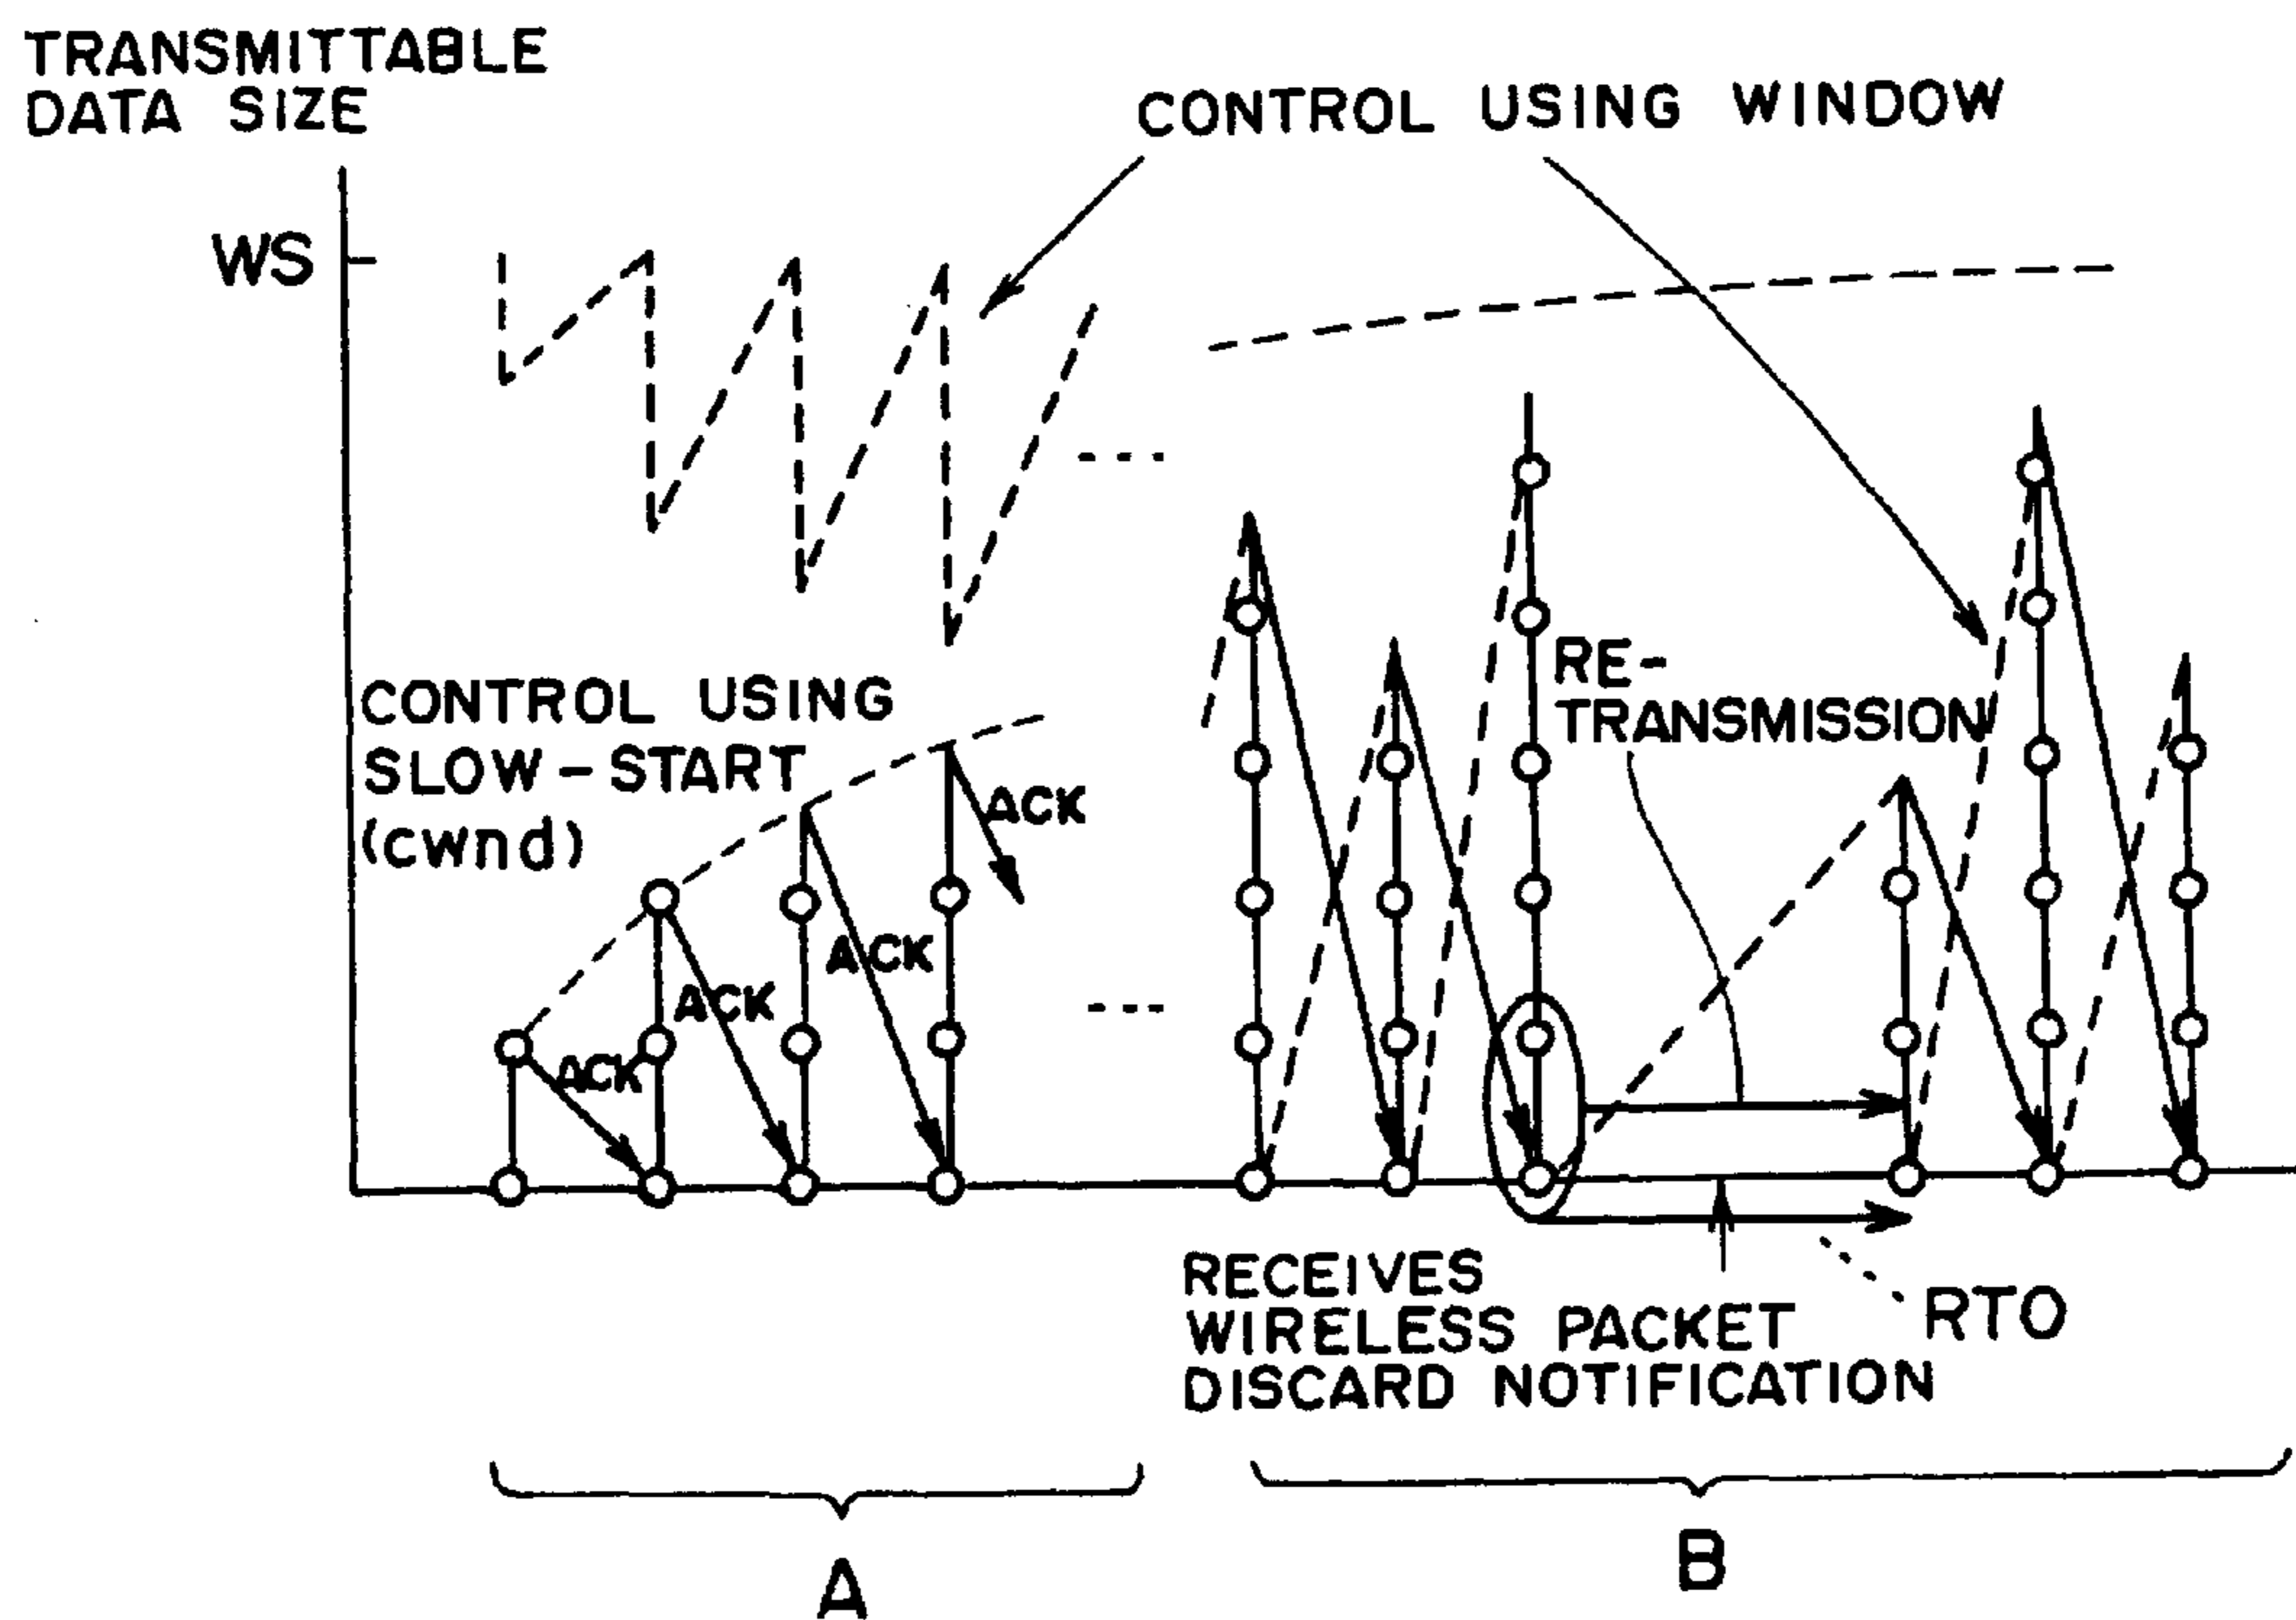 TRANSMITTABLE
DATA SIZE
CONTROL USING WINDOW
WS
CONTROL USING
SLOW-START
(cwnd)
RE-
TRANSMISSION
ACK
ACK
ACK
ACK
RECEIVES
WIRELESS PACKET
DISCARD NOTIFICATION
RTO
A
B